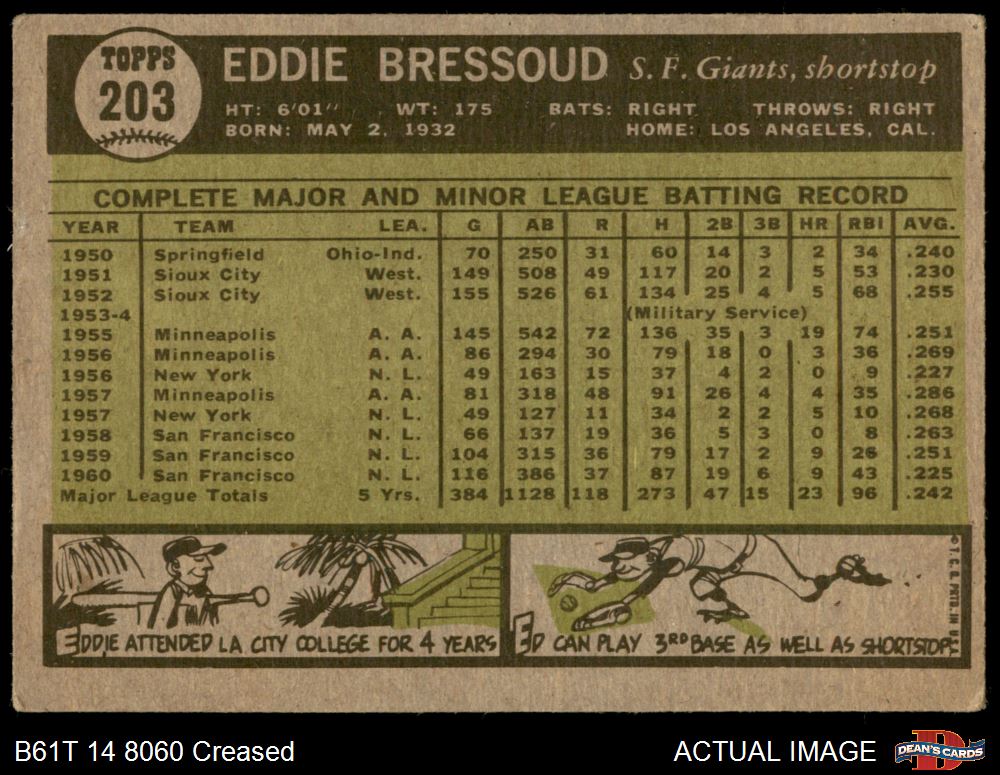 TOPPS
203
EDDIE BRESSOUD S. F. Giants, shortstop
HT: 6'01" WT: 175 BATS: RIGHT THROWS: RIGHT
BORN: MAY 2, 1932 HOME: LOS ANGELES, CAL.
COMPLETE MAJOR AND MINOR LEAGUE BATTING RECORD
YEAR TEAM LEA. G AB R H 2B 3B HR RBI AVG.
1950 Springfield Ohio-Ind. 70 250 31 60 14 3 2 34 .240
1951 Sioux City West. 149 508 49 117 20 2 5 53 .230
1952 Sioux City West. 155 526 61 134 25 4 5 68 .255
1953-4 (Military Service)
1955 Minneapolis A. A. 145 542 72 136 35 3 19 74 .251
1956 Minneapolis A. A. 86 294 30 79 18 0 3 36 .269
1956 New York N. L. 49 163 15 37 4 2 0 9 .227
1957 Minneapolis A. A. 81 318 48 91 26 4 4 35 .286
1957 New York N. L. 49 127 11 34 2 2 5 10 .268
1958 San Francisco N. L. 66 137 19 36 5 3 0 8 .263
1959 San Francisco N. L. 104 315 36 79 17 2 9 26 .251
1960 San Francisco N. L. 116 386 37 87 19 6 9 43 .225
Major League Totals 5 Yrs. 384 1128 118 273 47 15 23 96 .242
EDDIE ATTENDED LA CITY COLLEGE FOR 4 YEARS
ED CAN PLAY 3RD BASE AS WELL AS SHORTSTOP!
©T. C. G. PRTD. IN U.S.A.
B61T 14 8060 Creased
ACTUAL IMAGE
D
DEAN'S CARDS